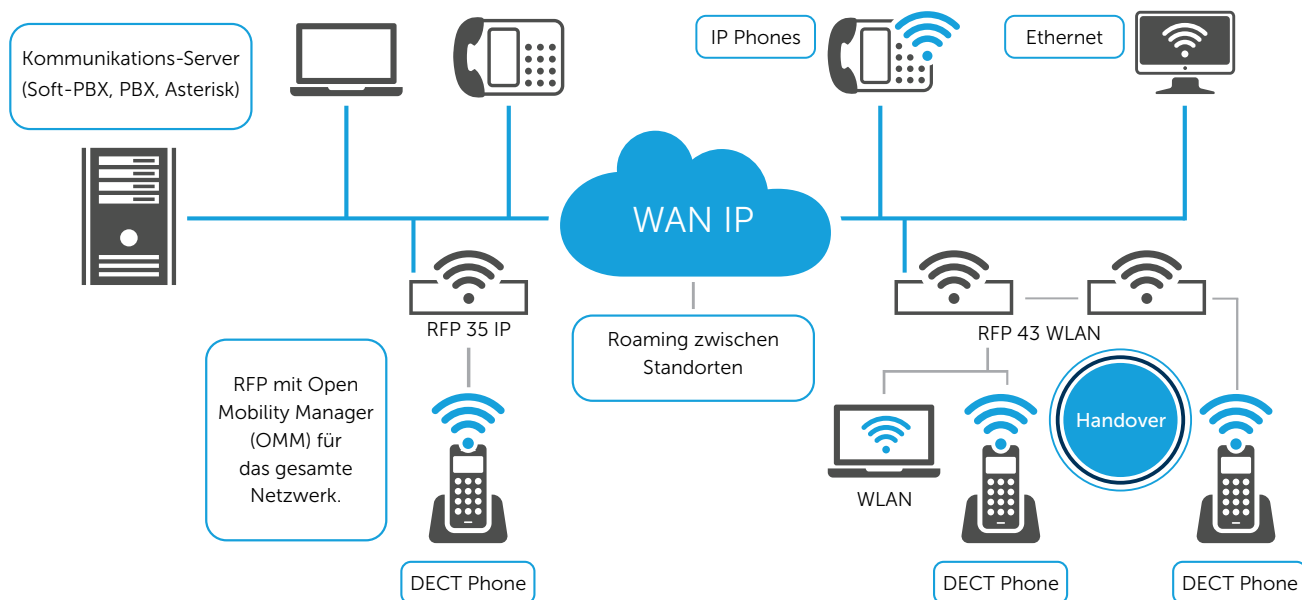 Kommunikations-Server
(Soft-PBX, PBX, Asterisk)
IP Phones
Ethernet
WAN IP
RFP 35 IP
RFP 43 WLAN
Roaming zwischen
Standorten
RFP mit Open
Mobility Manager
(OMM) für
das gesamte
Netzwerk.
Handover
WLAN
DECT Phone
DECT Phone
DECT Phone